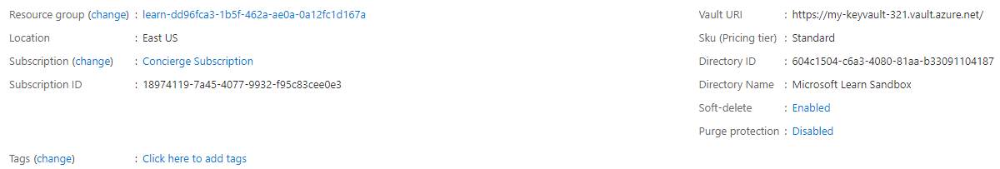 Resource group (change) : learn-dd96fca3-1b5f-462a-ae0a-0a12fc1d167a
Location : East US
Subscription (change) : Concierge Subscription
Subscription ID : 18974119-7a45-4077-9932-f95c83cee0e3
Tags (change) : Click here to add tags
Vault URI : https://my-keyvault-321.vault.azure.net/
Sku (Pricing tier) : Standard
Directory ID : 604c1504-c6a3-4080-81aa-b33091104187
Directory Name : Microsoft Learn Sandbox
Soft-delete : Enabled
Purge protection : Disabled